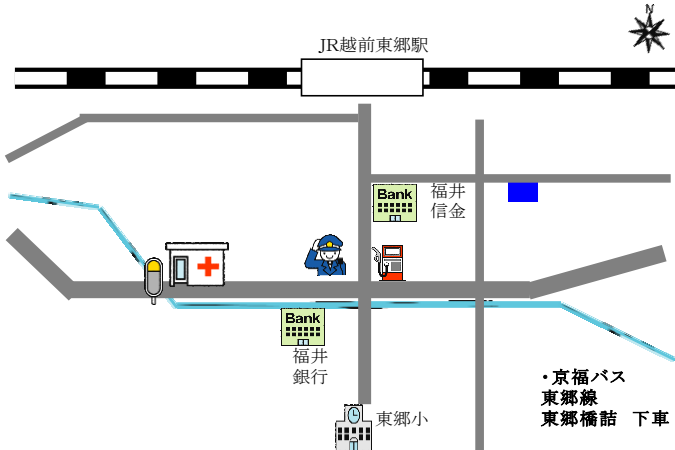 N
JR越前東郷駅
Bank
福井
信金
Bank
福井
銀行
東郷小
・京福バス
東郷線
東郷橋詰　下車